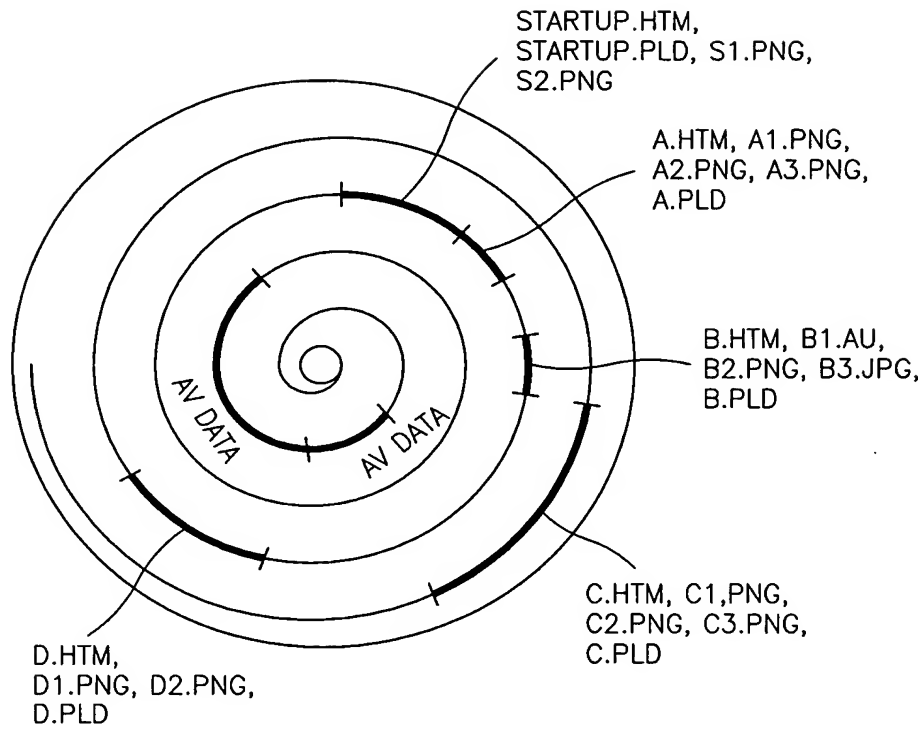 STARTUP.HTM,
STARTUP.PLD, S1.PNG,
S2.PNG
A.HTM, A1.PNG,
A2.PNG, A3.PNG,
A.PLD
B.HTM, B1.AU,
B2.PNG, B3.JPG,
B.PLD
AV DATA
AV DATA
C.HTM, C1,PNG,
C2.PNG, C3.PNG,
C.PLD
D.HTM,
D1.PNG, D2.PNG,
D.PLD